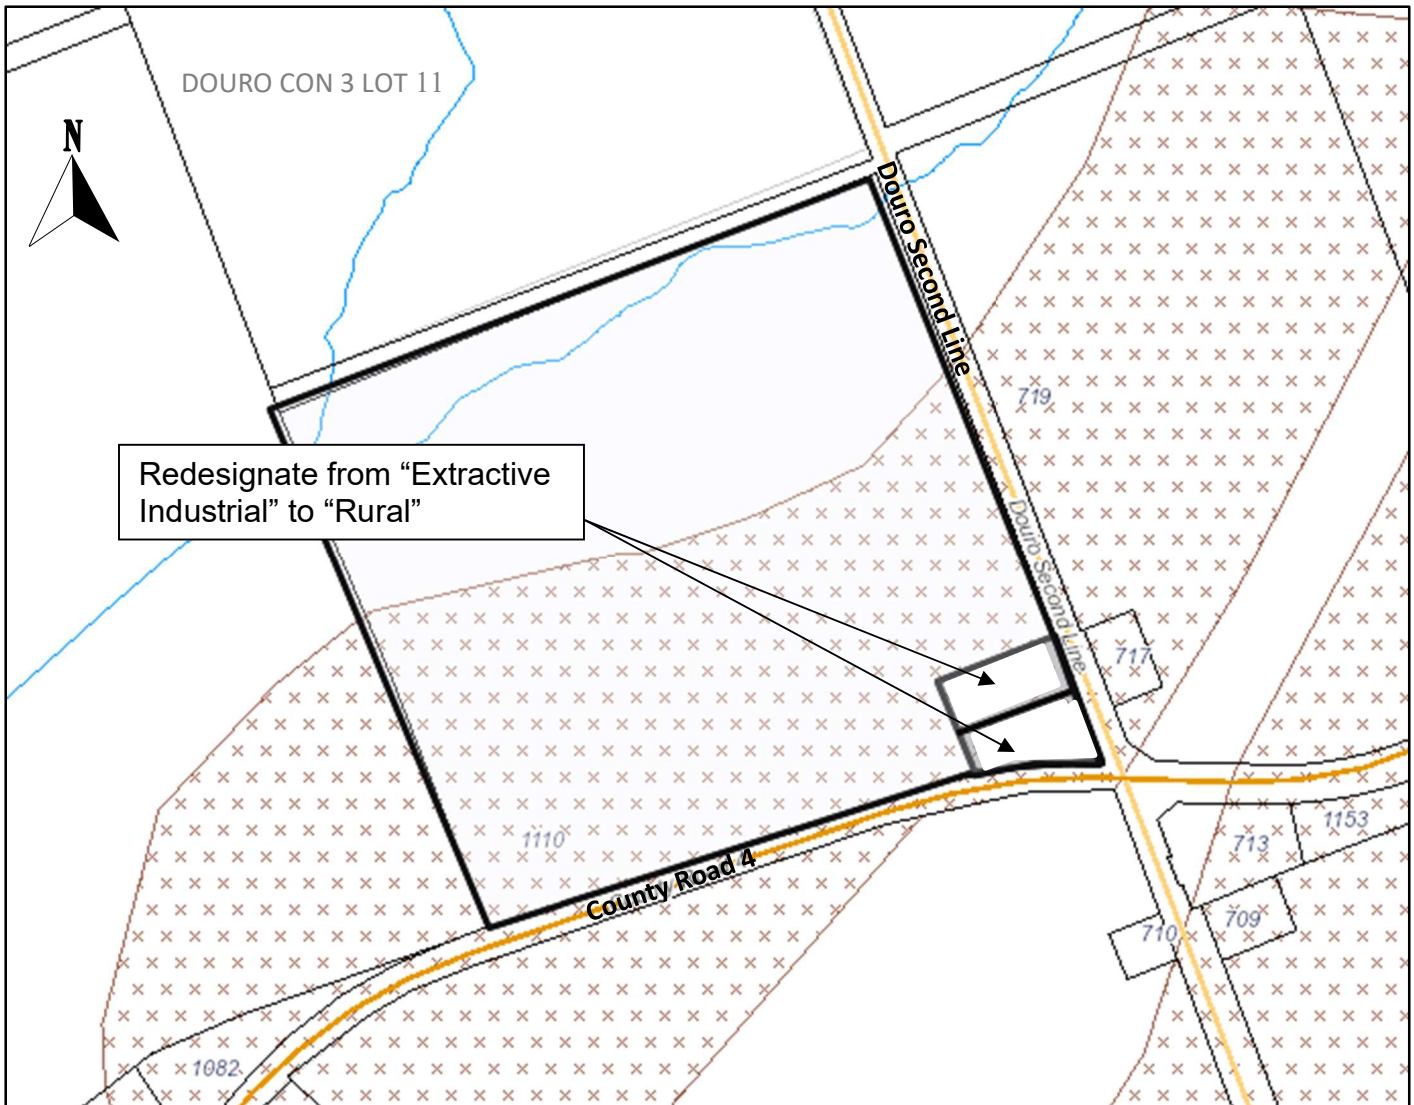 DOURO CON 3 LOT 11
N
Douro Second Line
719
Redesignate from “Extractive
Industrial” to “Rural”
Douro Second Line
717
1110
County Road 4
1153
713
709
710
1082